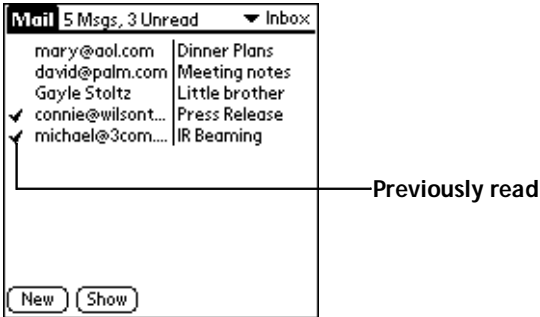 Mail 5 Msgs, 3 Unread ▼ Inbox
mary@aol.com Dinner Plans
david@palm.com Meeting notes
Gayle Stoltz Little brother
✔ connie@wilsont... Press Release
✔ michael@3com.... IR Beaming
Previously read
New Show